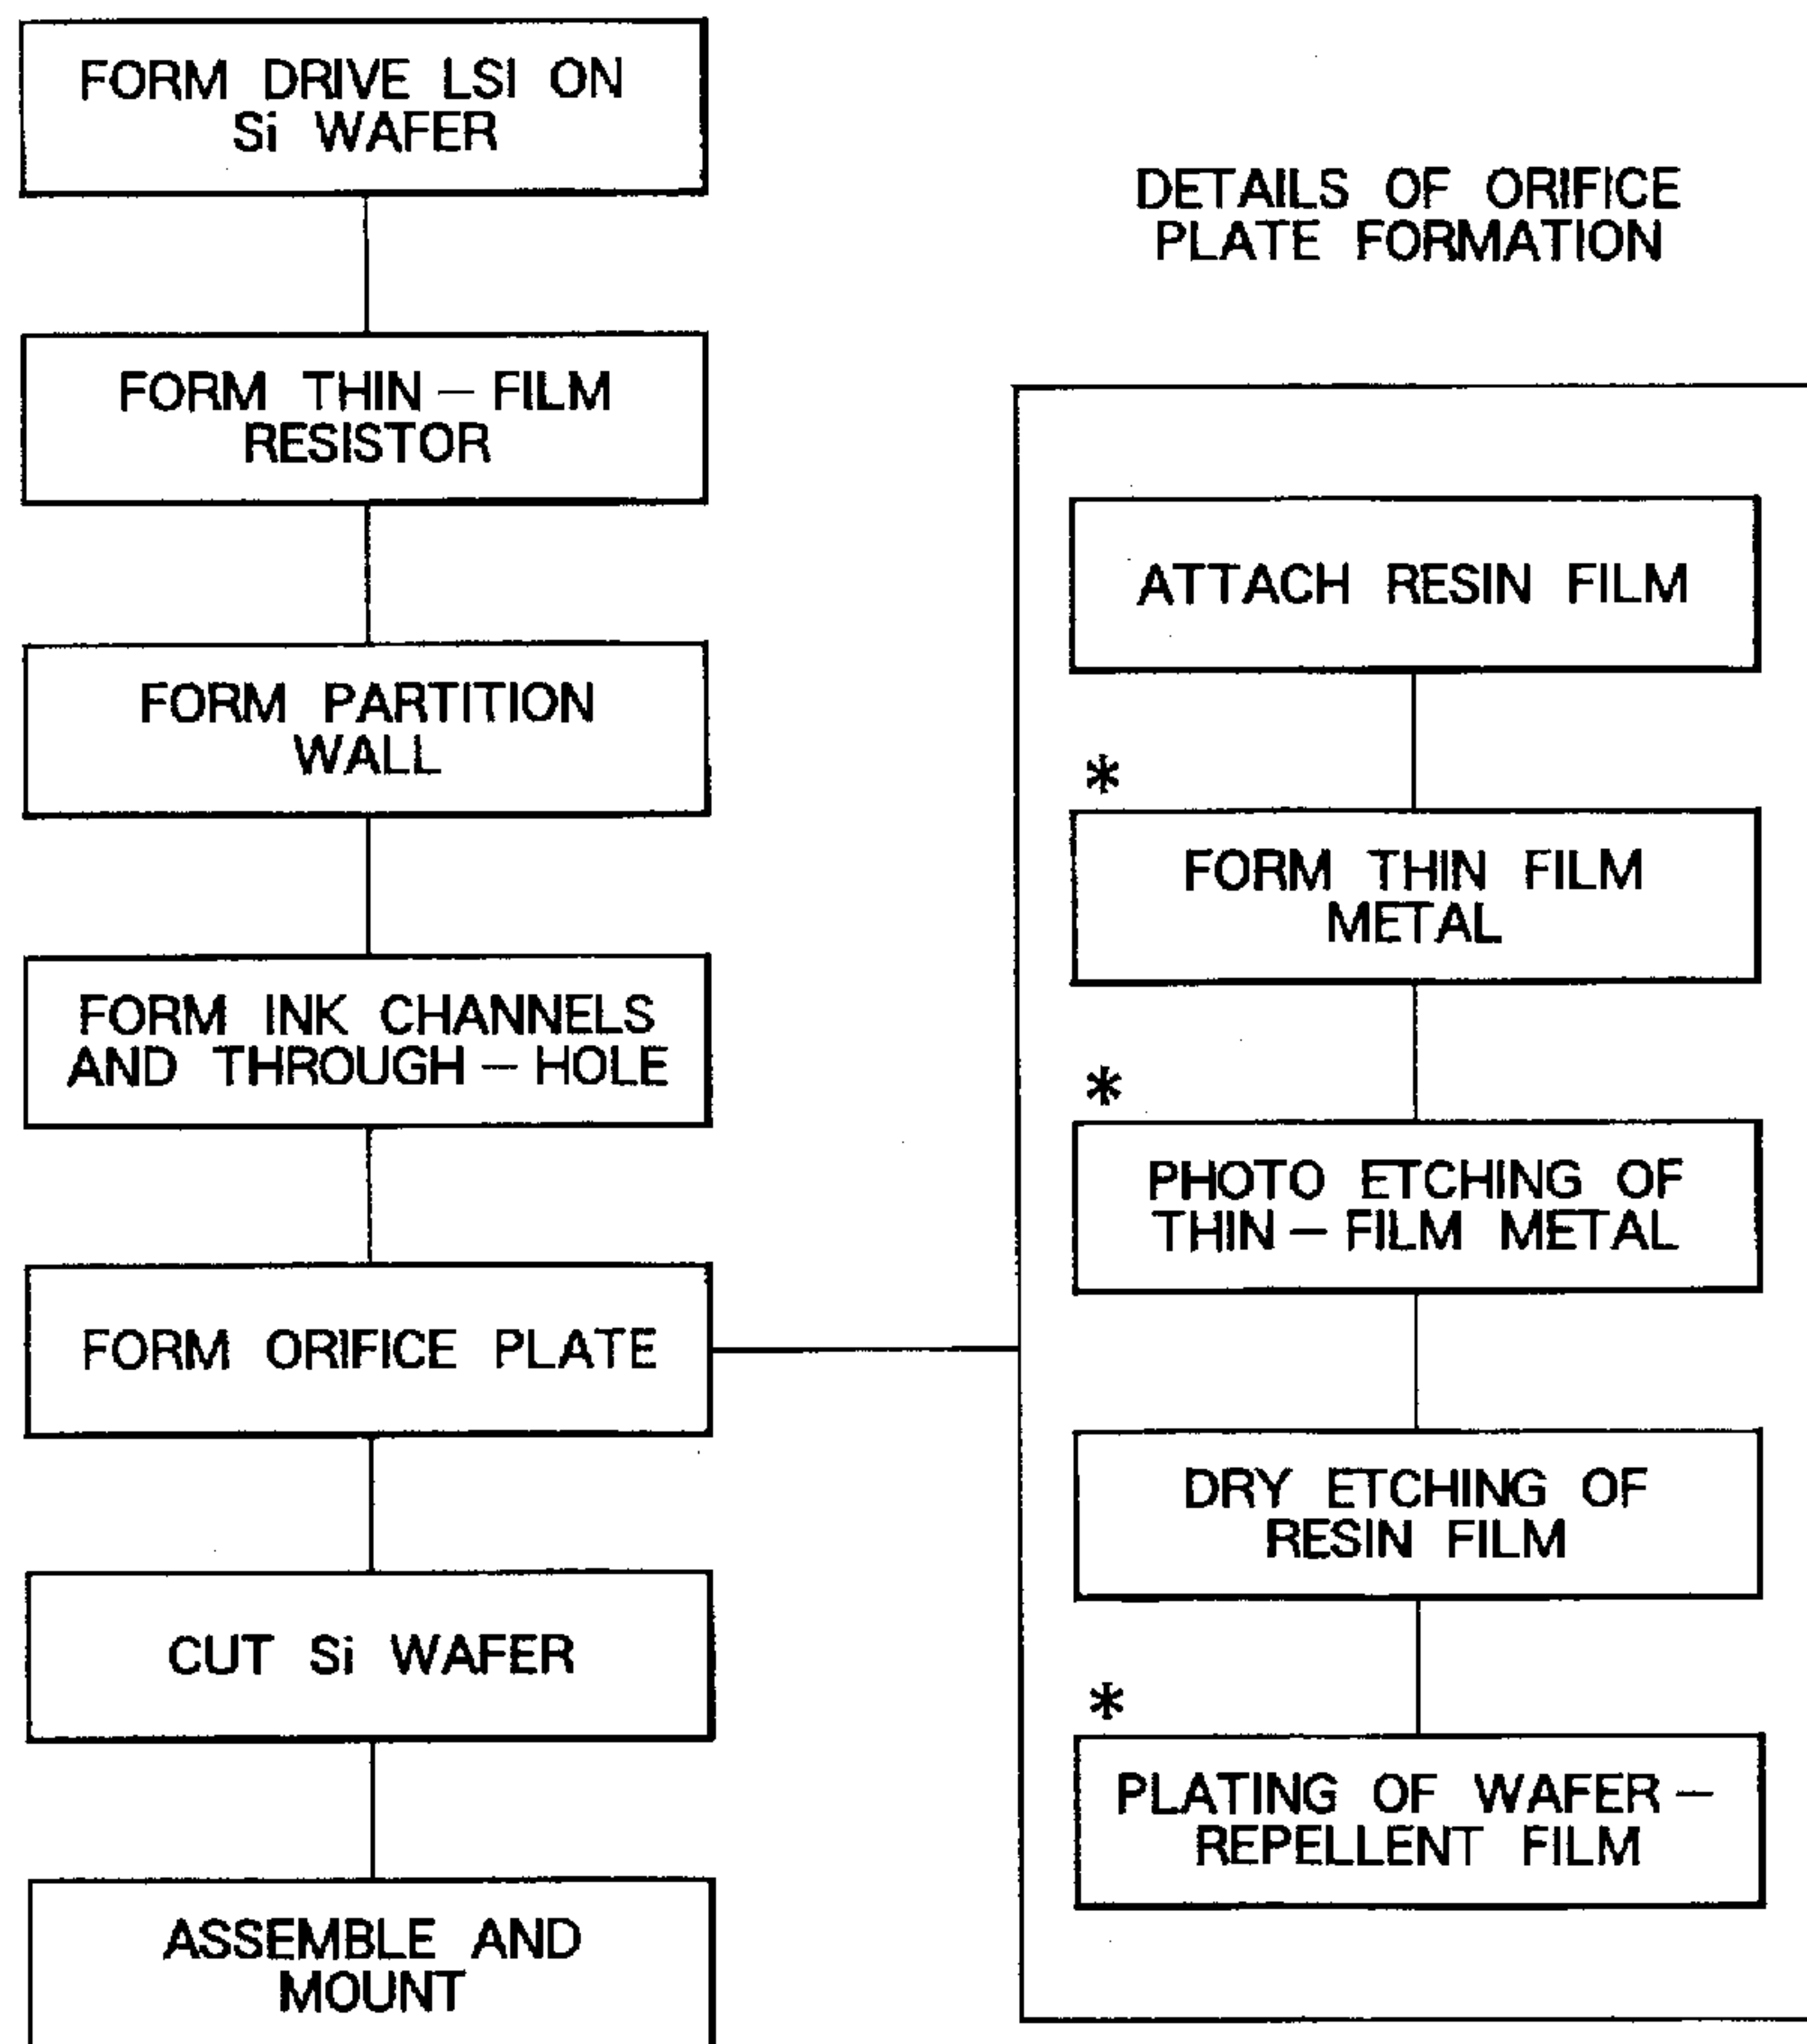 FORM DRIVE LSI ON
Si WAFER
FORM THIN-FILM
RESISTOR
FORM PARTITION
WALL
FORM INK CHANNELS
AND THROUGH-HOLE
FORM ORIFICE PLATE
CUT Si WAFER
ASSEMBLE AND
MOUNT
DETAILS OF ORIFICE
PLATE FORMATION
ATTACH RESIN FILM
*
FORM THIN FILM
METAL
*
PHOTO ETCHING OF
THIN-FILM METAL
DRY ETCHING OF
RESIN FILM
*
PLATING OF WAFER-
REPELLENT FILM